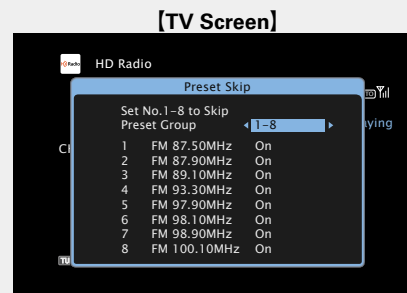 【TV Screen】
HD Radio
HD Radio
Preset Skip
Set No.1-8 to Skip
Preset Group 1-8
1 FM 87.50MHz On
2 FM 87.90MHz On
3 FM 89.10MHz On
4 FM 93.30MHz On
5 FM 97.90MHz On
6 FM 98.10MHz On
7 FM 98.90MHz On
8 FM 100.10MHz On
aying
TU